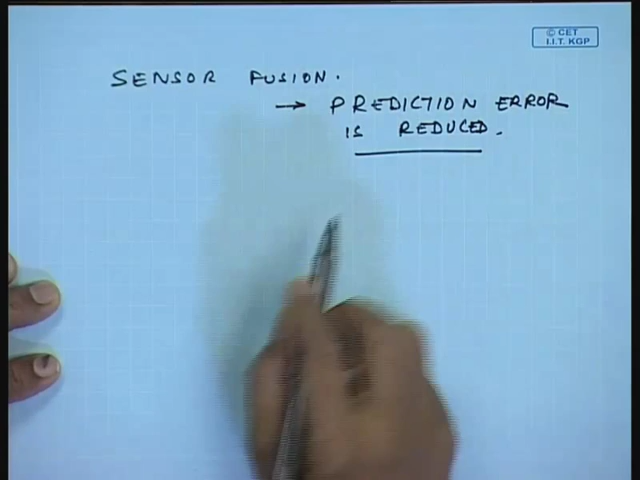 © CET
I.I.T. KGP
SENSOR FUSION.
→ PREDICTION ERROR
IS REDUCED.